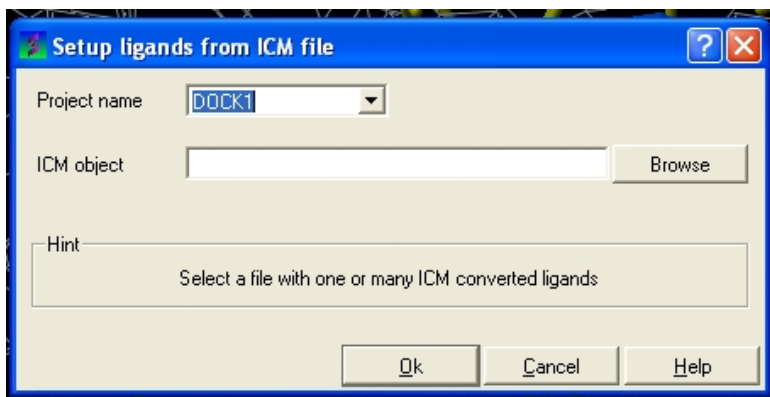 Setup ligands from ICM file
Project name DOCK1
ICM object Browse
Hint
Select a file with one or many ICM converted ligands
Ok Cancel Help